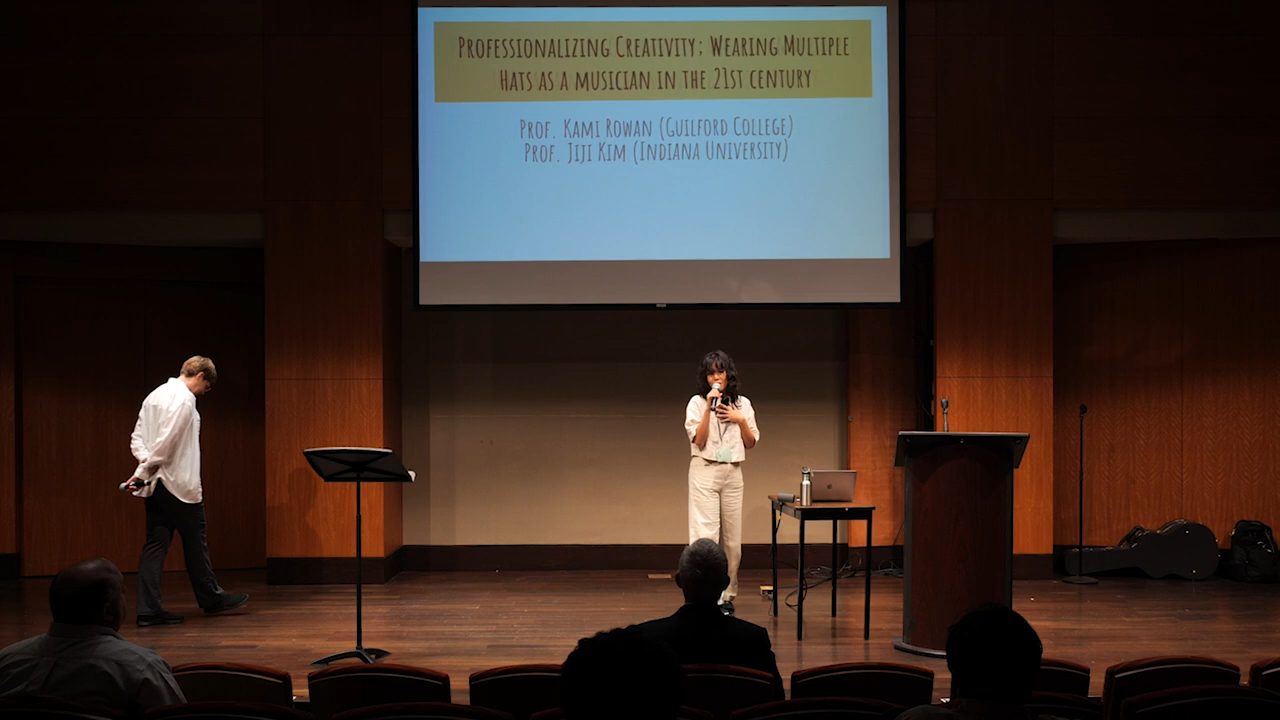 Professionalizing Creativity: Wearing Multiple
Hats as a musician in the 21st century
Prof. Kami Rowan (Guilford College)
Prof. Jiji Kim (Indiana University)